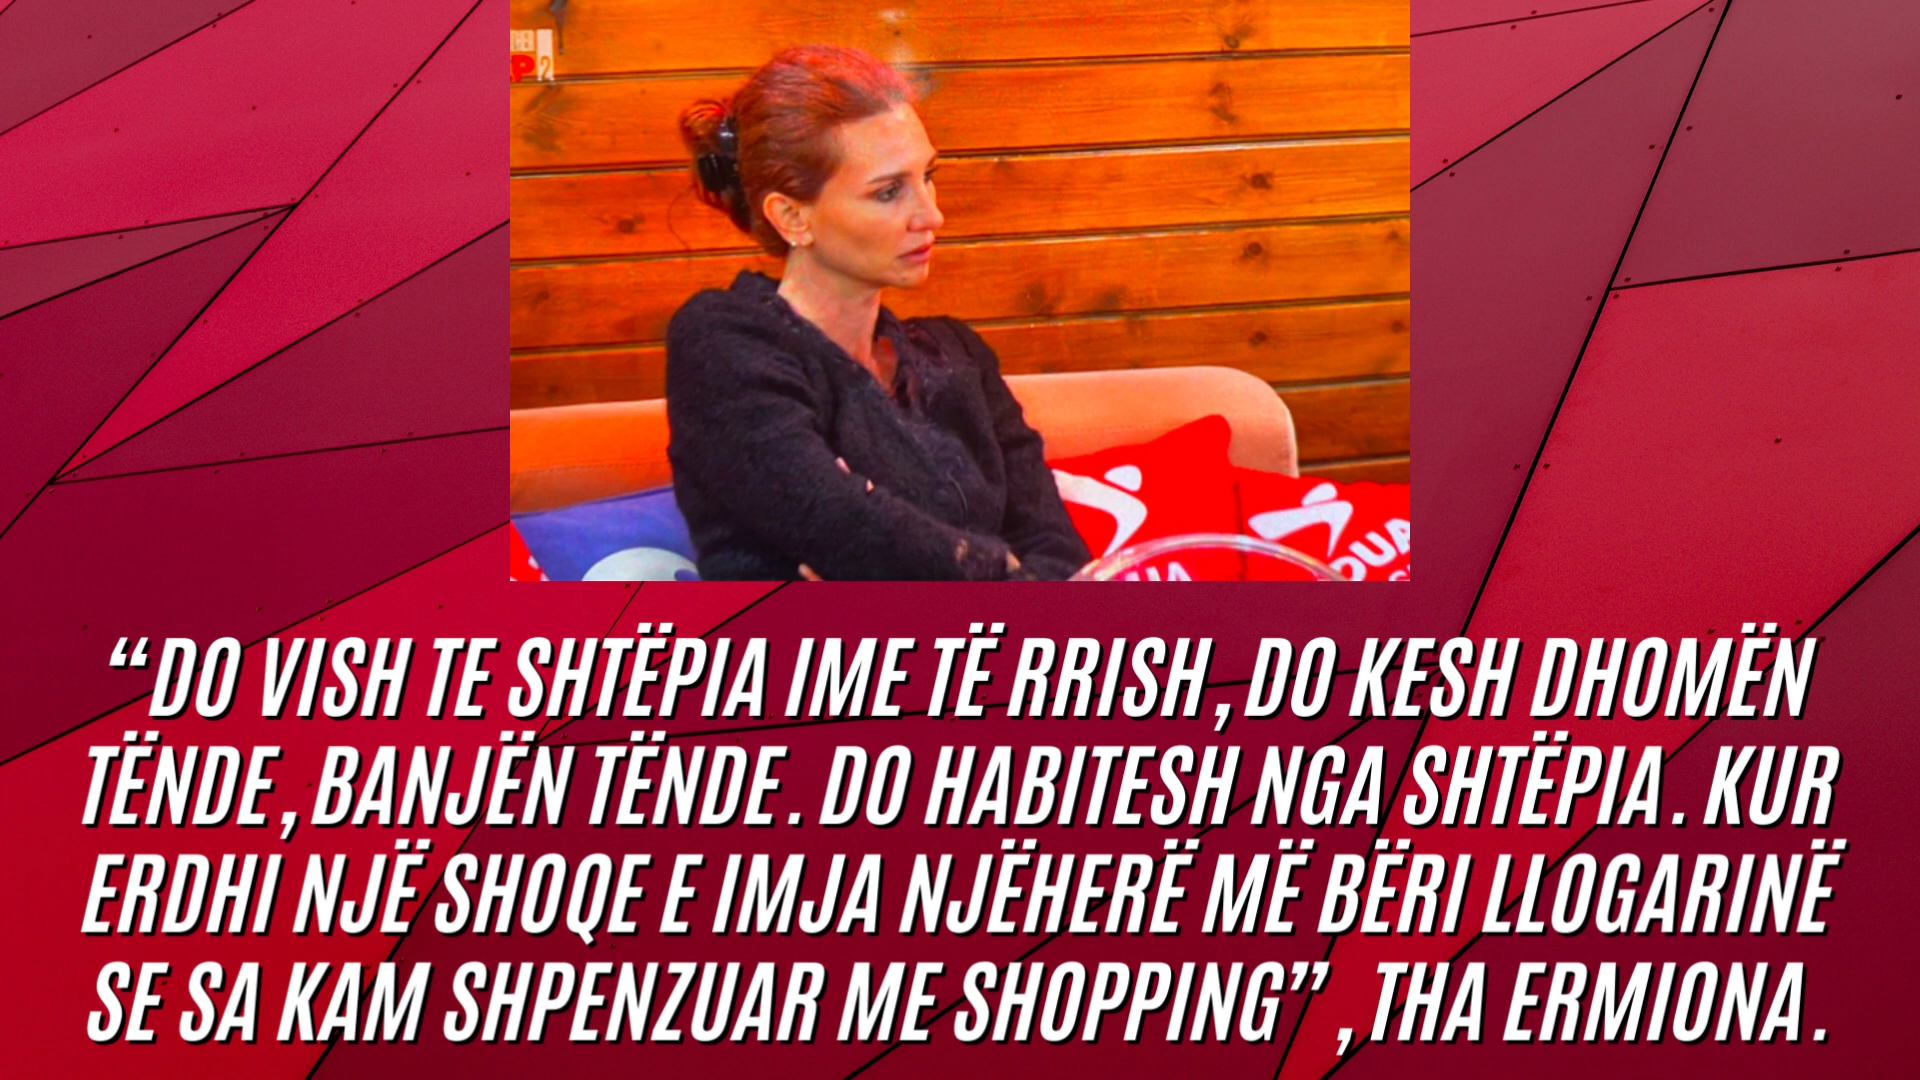 P2
“DO VISH TE SHTËPIA IME TË RRISH, DO KESH DHOMËN
TËNDE, BANJËN TËNDE. DO HABITESH NGA SHTËPIA. KUR
ERDHI NJË SHOQE E IMJA NJËHERË MË BËRI LLOGARINË
SE SA KAM SHPENZUAR ME SHOPPING”, THA ERMIONA.